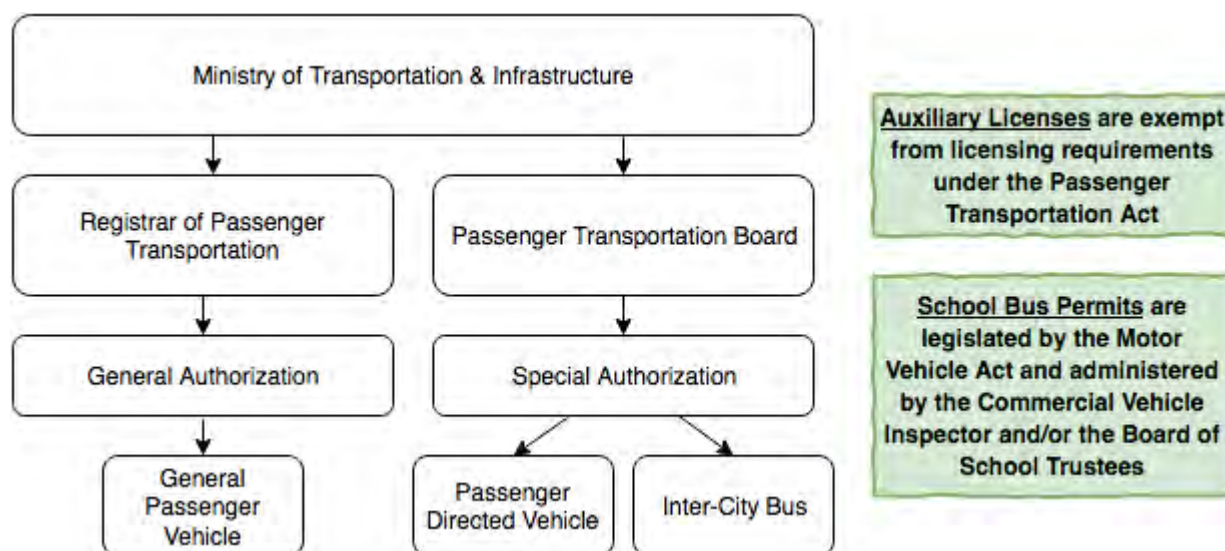 Ministry of Transportation & Infrastructure
Registrar of Passenger
Transportation
Passenger Transportation Board
General Authorization
Special Authorization
General
Passenger
Vehicle
Passenger
Directed Vehicle
Inter-City Bus
Auxiliary Licenses are exempt
from licensing requirements
under the Passenger
Transportation Act
School Bus Permits are
legislated by the Motor
Vehicle Act and administered
by the Commercial Vehicle
Inspector and/or the Board of
School Trustees